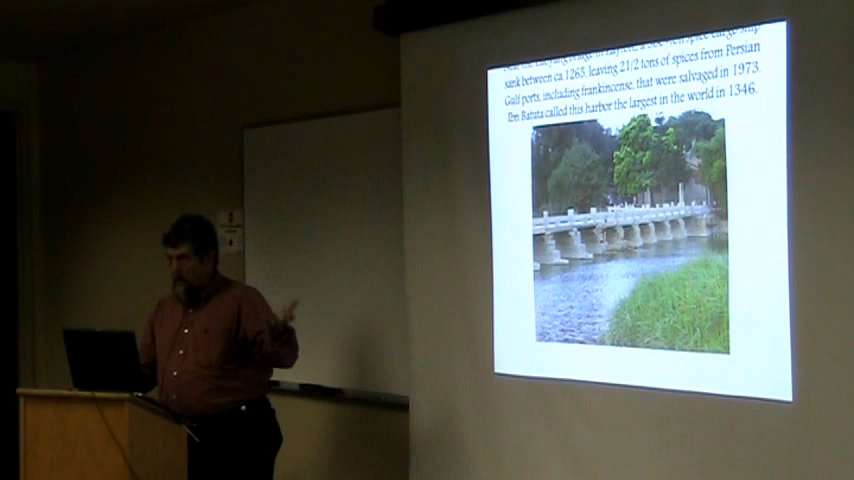 sank between ca 1265, leaving 21/2 tons of spices from Persian
Gulf ports, including frankincense, that were salvaged in 1973.
Ibn Batuta called this harbor the largest in the world in 1346.